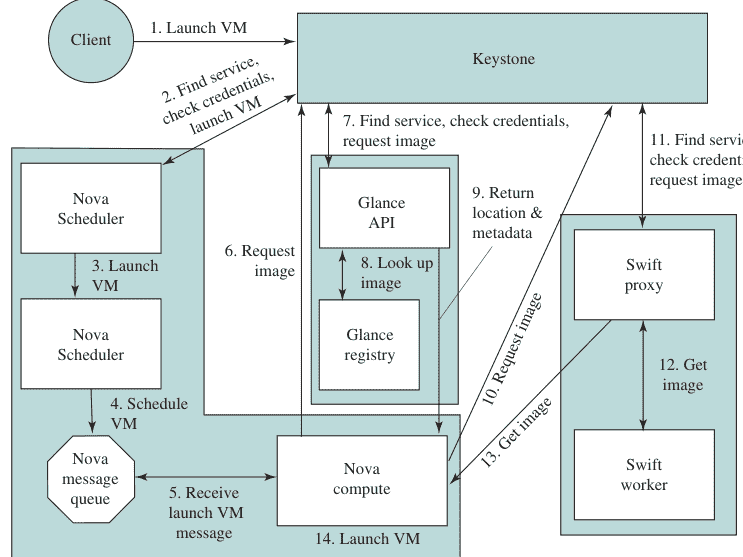 Client
1. Launch VM
Keystone
2. Find service,
check credentials,
launch VM
7. Find service, check credentials,
request image
11. Find servic
check credenti
request image
Nova
Scheduler
Glance
API
9. Return
location &
metadata
6. Request
image
3. Launch
VM
8. Look up
image
Swift
proxy
Nova
Scheduler
Glance
registry
10. Request image
12. Get
image
4. Schedule
VM
13. Get image
Nova
message
queue
5. Receive
launch VM
message
Nova
compute
Swift
worker
14. Launch VM